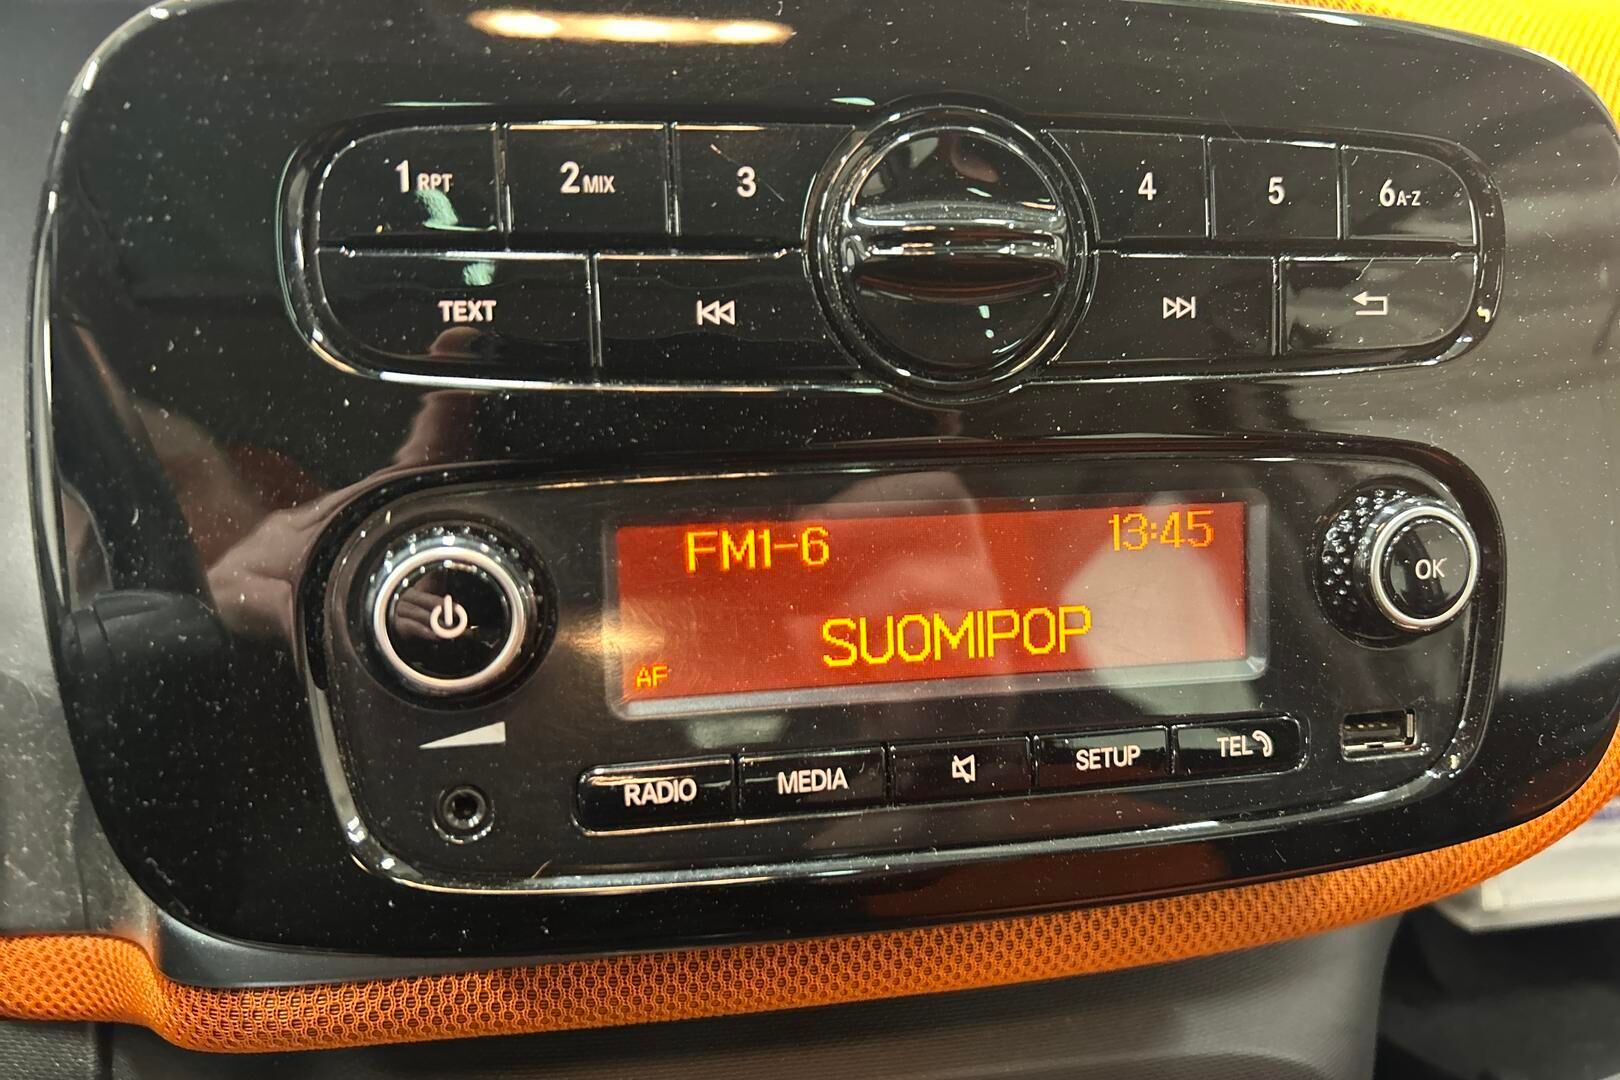 1 RPT 2 MIX 3 4 5 6 A-Z
TEXT
FM1-6 13:45
SUOMIPOP
AF
OK
RADIO MEDIA SETUP TEL